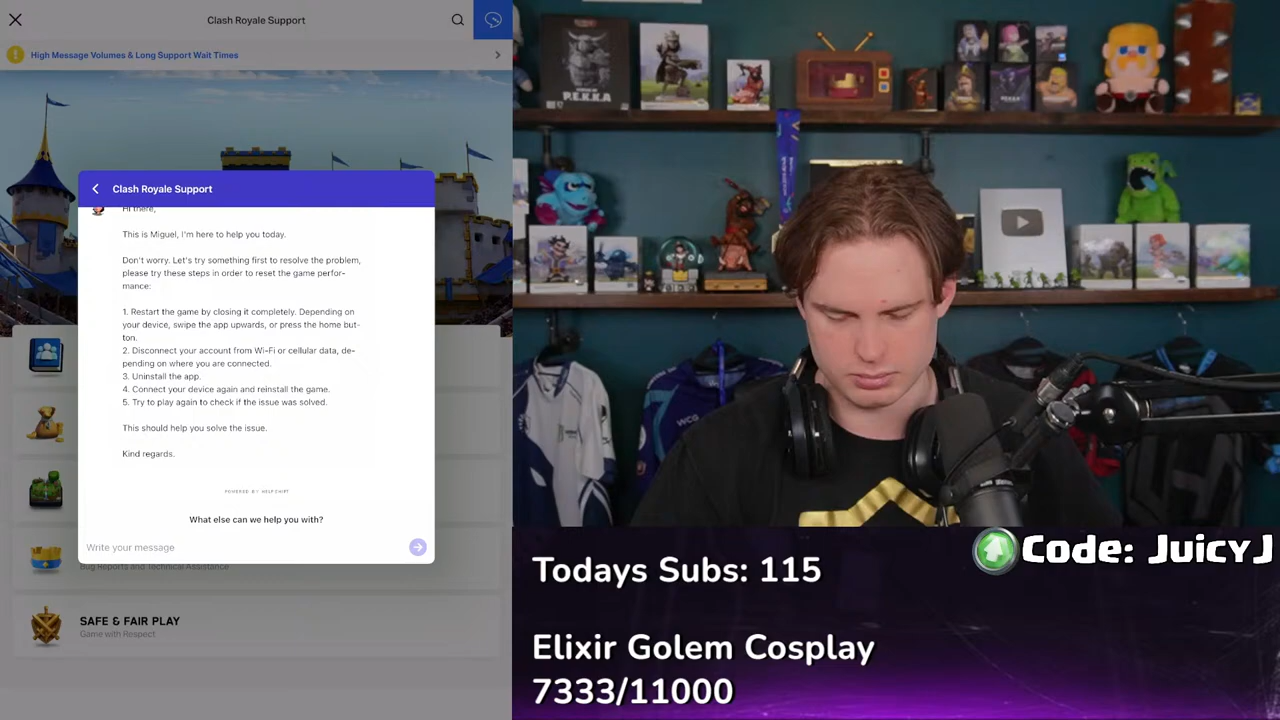 Clash Royale Support
High Message Volumes & Long Support Wait Times
Clash Royale Support
Hi there,
This is Miguel, I'm here to help you today.
Don't worry. Let's try something first to resolve the problem,
please try these steps in order to reset the game perfor-
mance:
1. Restart the game by closing it completely. Depending on
your device, swipe the app upwards, or press the home but-
ton.
2. Disconnect your account from Wi-Fi or cellular data, de-
pending on where you are connected.
3. Uninstall the app.
4. Connect your device again and reinstall the game.
5. Try to play again to check if the issue was solved.
This should help you solve the issue.
Kind regards.
POWERED BY HELPSHIFT
What else can we help you with?
Write your message
Bug Reports and Technical Assistance
SAFE & FAIR PLAY
Game with Respect
P.E.K.K.A
WCG
Code: JuicyJ
Todays Subs: 115
Elixir Golem Cosplay
7333/11000